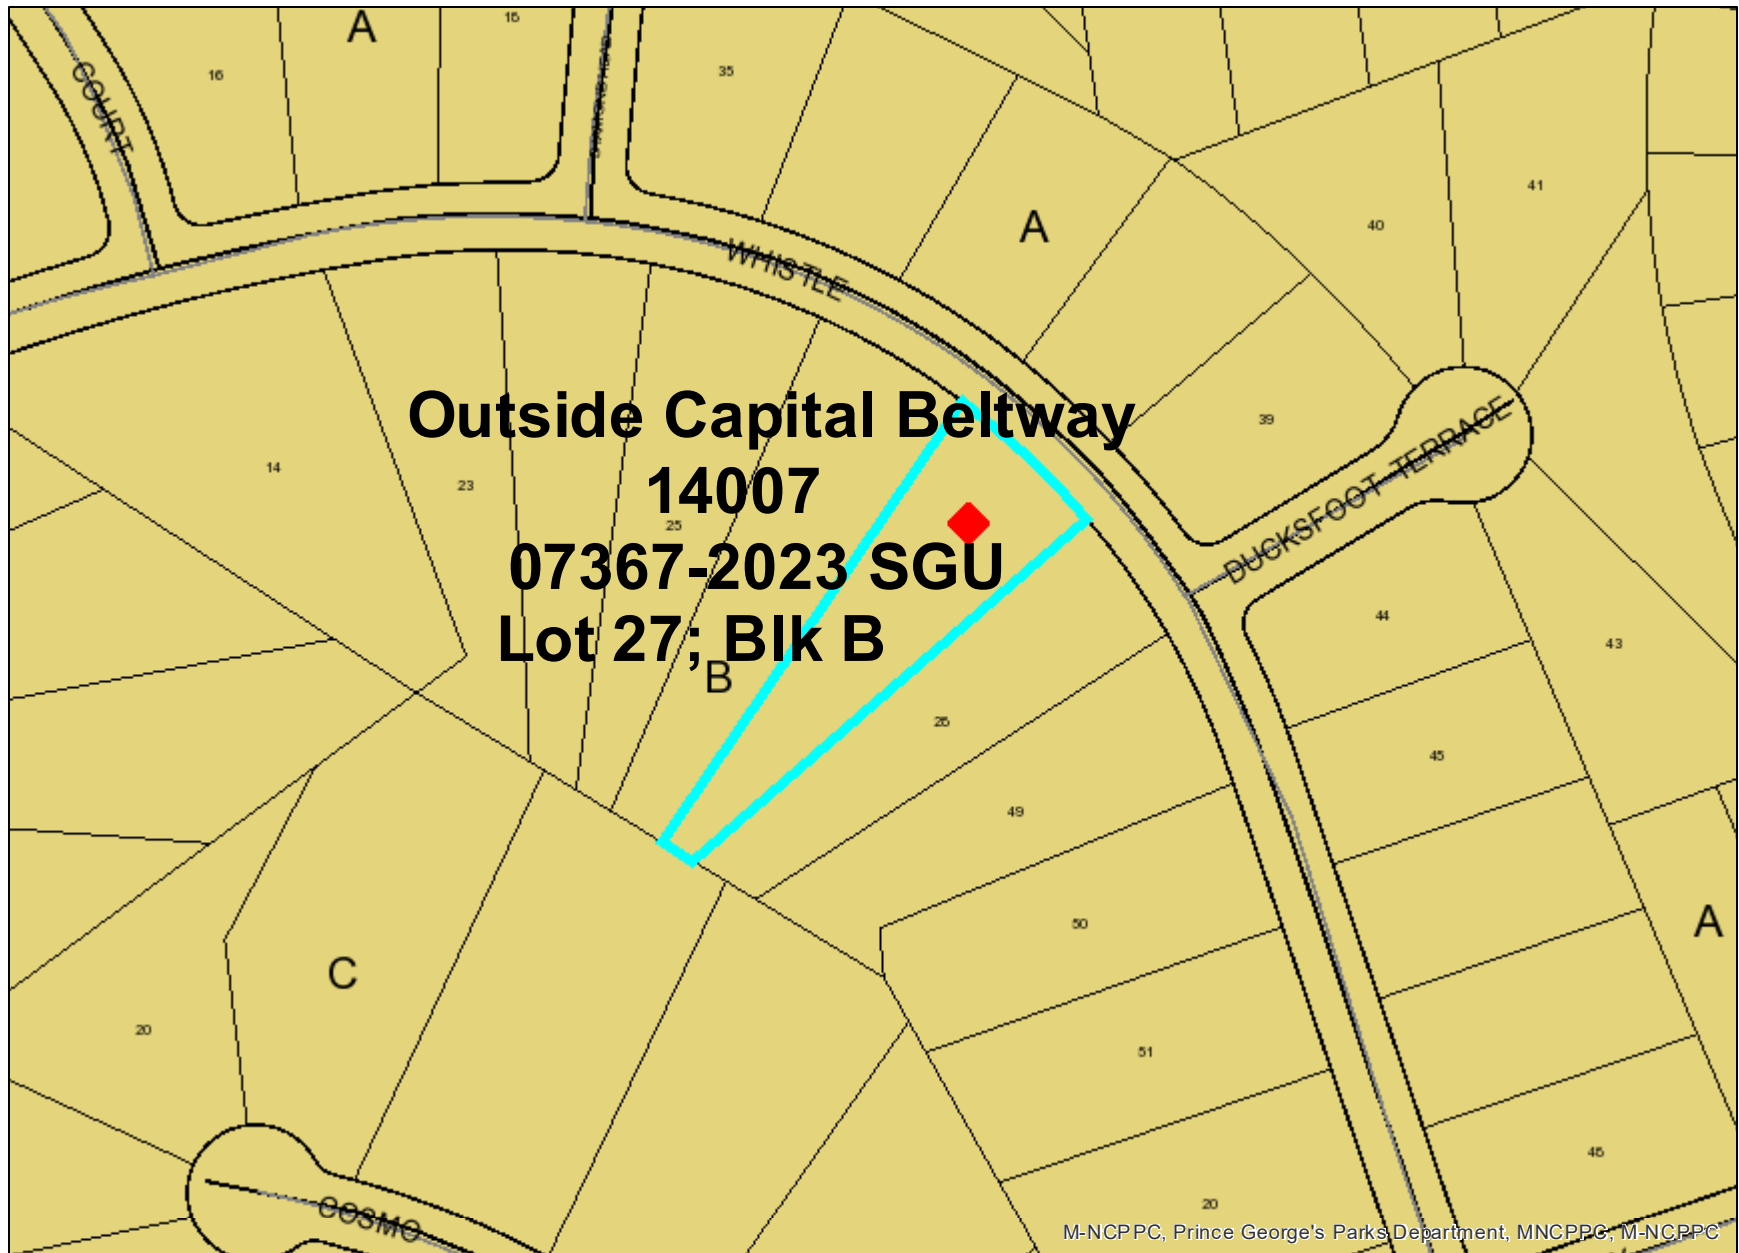 A
15
16
35
COURT
A
41
40
WHISTLE
Outside Capital Beltway
39
DUCKSFOOT TERRACE
14
23
14007
25
07367-2023 SGU
Lot 27; Blk B
44
43
B
26
45
49
50
A
C
20
51
46
20
COSMO
M-NCPPC, Prince George's Parks Department, MNCPPC, M-NCPPC